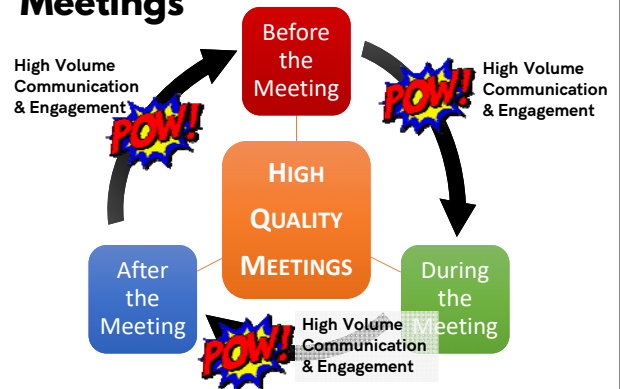 Meetings
Before
the
Meeting
High Volume
Communication
& Engagement
POW!
High Volume
Communication
& Engagement
POW!
HIGH
QUALITY
MEETINGS
After
the
Meeting
During
the
Meeting
High Volume
Communication
& Engagement
POW!